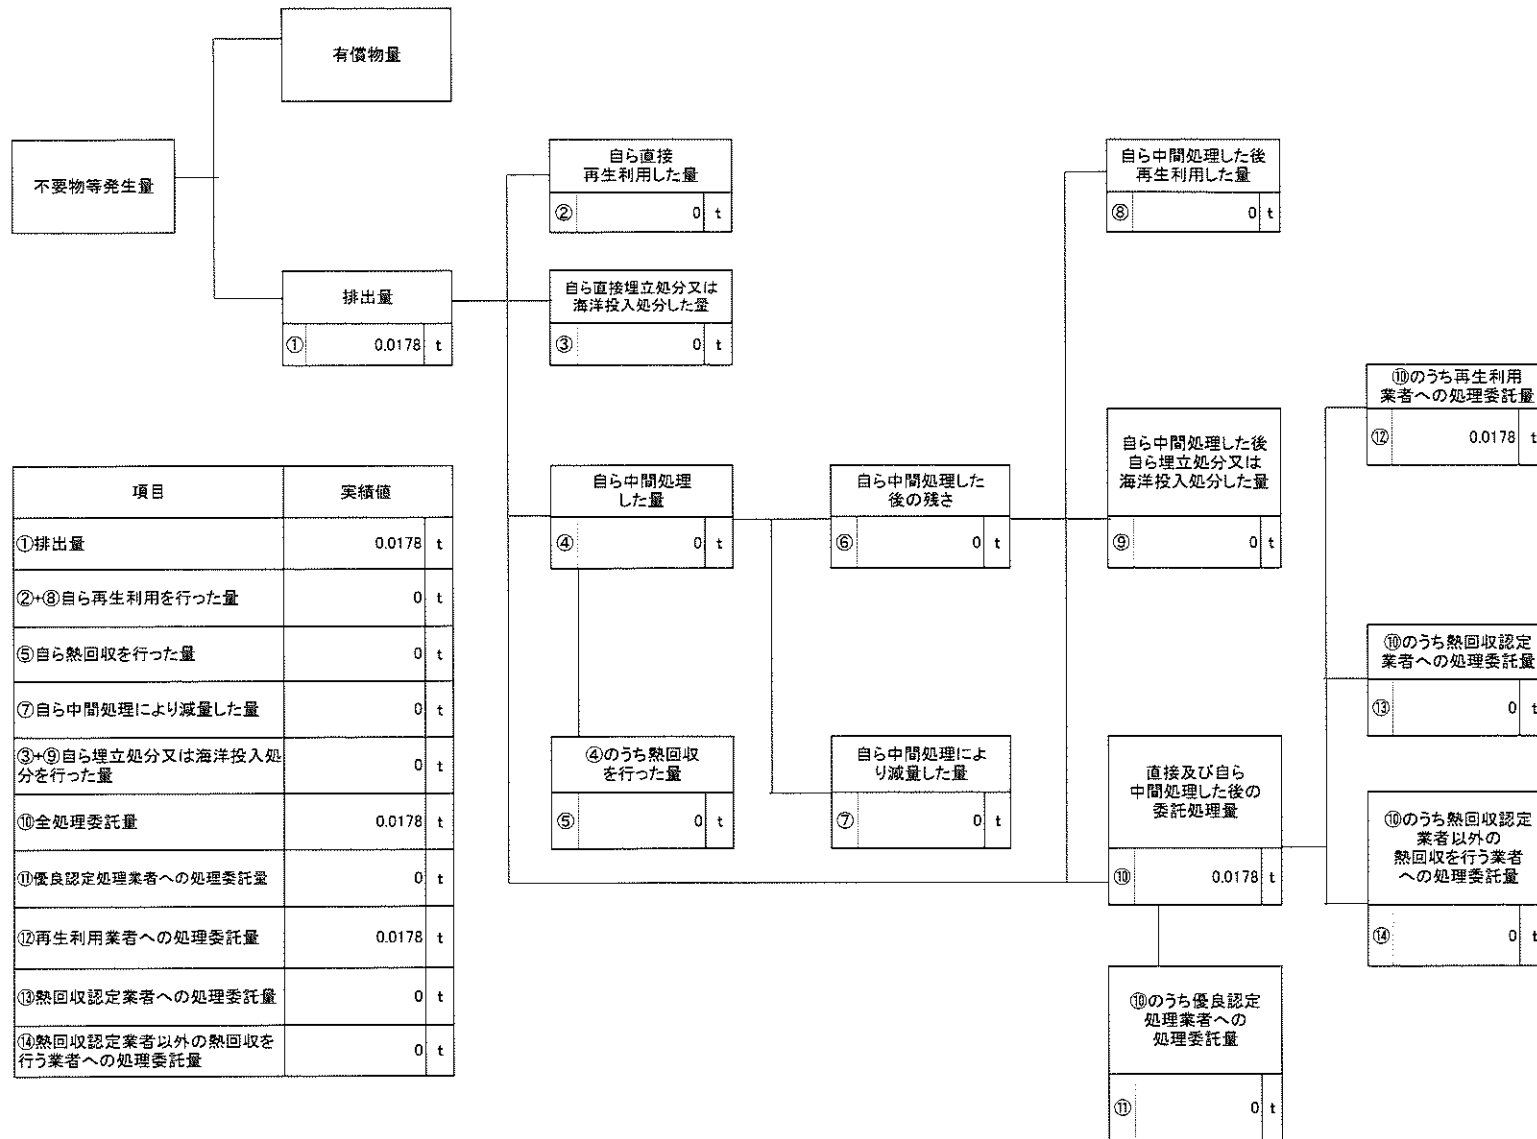 有償物量
不要物等発生量
排出量
① 0.0178 t
自ら直接
再生利用した量
② 0 t
自ら直接埋立処分又は
海洋投入処分した量
③ 0 t
自ら中間処理
した量
④ 0 t
④のうち熱回収
を行った量
⑤ 0 t
自ら中間処理した
後の残さ
⑥ 0 t
自ら中間処理によ
り減量した量
⑦ 0 t
自ら中間処理した後
再生利用した量
⑧ 0 t
自ら中間処理した後
自ら埋立処分又は
海洋投入処分した量
⑨ 0 t
直接及び自ら
中間処理した後の
委託処理量
⑩ 0.0178 t
⑩のうち優良認定
処理業者への
処理委託量
⑪ 0 t
⑩のうち再生利用
業者への処理委託量
⑫ 0.0178 t
⑩のうち熱回収認定
業者への処理委託量
⑬ 0 t
⑩のうち熱回収認定
業者以外の
熱回収を行う業者
への処理委託量
⑭ 0 t
項目 実績値
①排出量 0.0178 t
②+⑧自ら再生利用を行った量 0 t
⑤自ら熱回収を行った量 0 t
⑦自ら中間処理により減量した量 0 t
③+⑨自ら埋立処分又は海洋投入処
分を行った量 0 t
⑩全処理委託量 0.0178 t
⑪優良認定処理業者への処理委託量 0 t
⑫再生利用業者への処理委託量 0.0178 t
⑬熱回収認定業者への処理委託量 0 t
⑭熱回収認定業者以外の熱回収を
行う業者への処理委託量 0 t